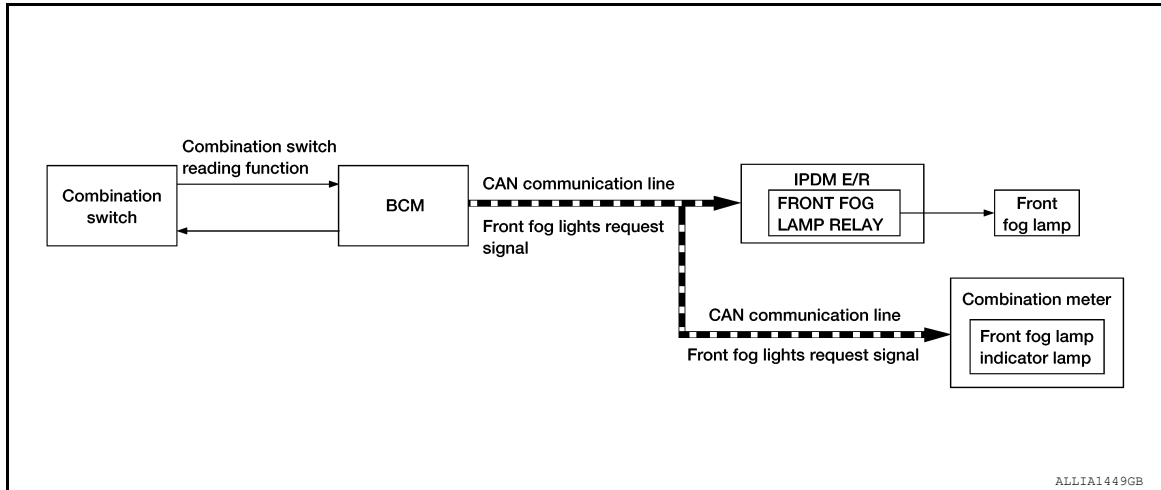 Combination switch
reading function
Combination
switch
BCM
CAN communication line
Front fog lights request
signal
IPDM E/R
FRONT FOG
LAMP RELAY
Front
fog lamp
CAN communication line
Front fog lights request signal
Combination meter
Front fog lamp
indicator lamp
ALLIA1449GB